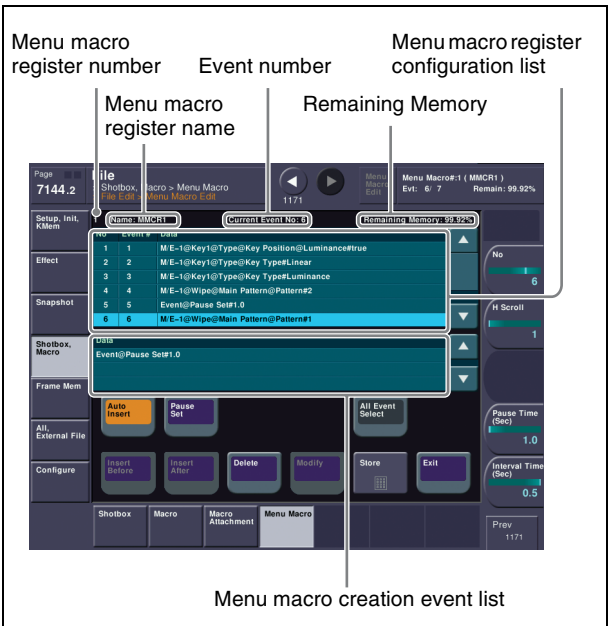 Menu macro
register number
Event number
Menu macro register
configuration list
Menu macro
register name
Remaining Memory
Page
7144.2
File
Shotbox, Macro > Menu Macro
File Edit > Menu Macro Edit
1171
Menu
Macro
Edit
Menu Macro#:1 ( MMCR1 )
Evt: 6/ 7 Remain: 99.92%
Setup, Init,
KMem
Effect
Snapshot
Shotbox,
Macro
Frame Mem
All,
External File
Configure
1 Name: MMCR1 Current Event No: 6 Remaining Memory: 99.92%
No Event # Data
1 1 M/E-1@Key1@Type@Key Position@Luminance#true
2 2 M/E-1@Key1@Type@Key Type#Linear
3 3 M/E-1@Key1@Type@Key Type#Luminance
4 4 M/E-1@Wipe@Main Pattern@Pattern#2
5 5 Event@Pause Set#1.0
6 6 M/E-1@Wipe@Main Pattern@Pattern#1
Data
Event@Pause Set#1.0
Auto
Insert
Pause
Set
All Event
Select
Insert
Before
Insert
After
Delete
Modify
Store
Exit
No
6
H Scroll
1
Pause Time
(Sec)
1.0
Interval Time
(Sec)
0.5
Shotbox
Macro
Macro
Attachment
Menu Macro
Prev
1171
Menu macro creation event list